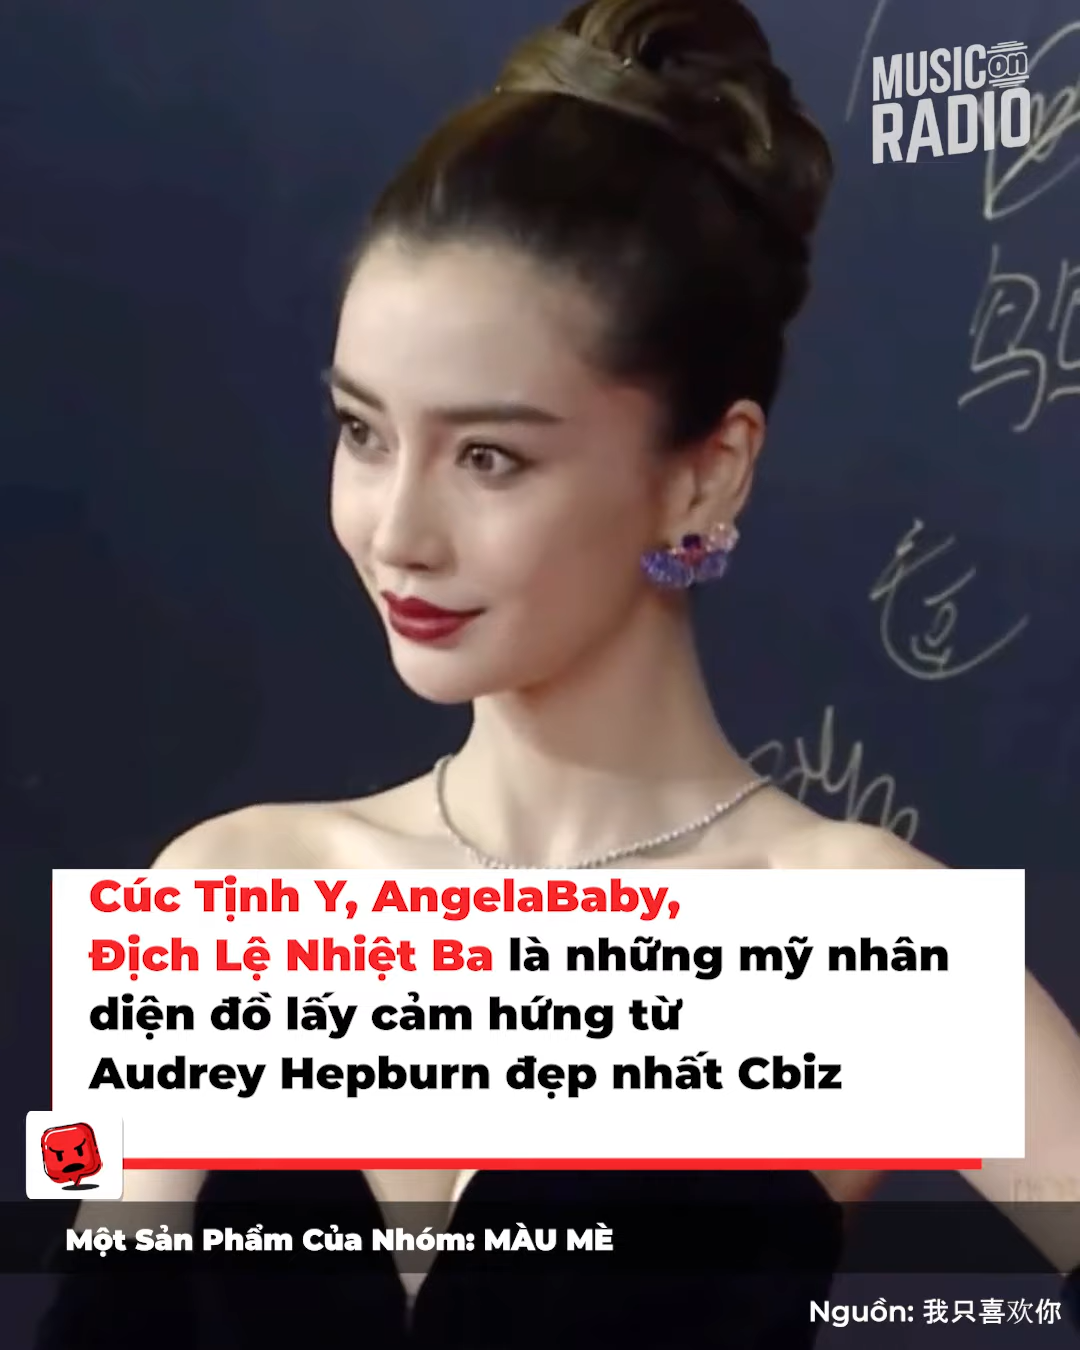 MUSIC on
RADIO
Cúc Tịnh Y, AngelaBaby,
Địch Lệ Nhiệt Ba là những mỹ nhân
diện đồ lấy cảm hứng từ
Audrey Hepburn đẹp nhất Cbiz
Một Sản Phẩm Của Nhóm: MÀU MÈ
Nguồn: 我只喜欢你